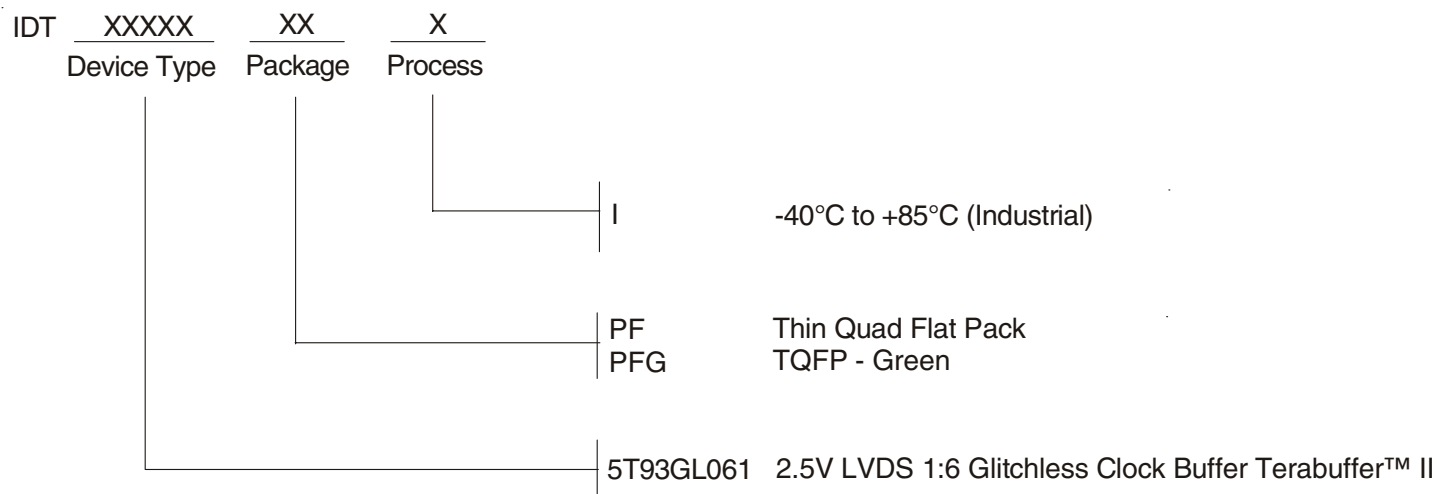 IDT XXXXX XX X
Device Type Package Process
I -40°C to +85°C (Industrial)
PF Thin Quad Flat Pack
PFG TQFP - Green
5T93GL061 2.5V LVDS 1:6 Glitchless Clock Buffer Terabuffer™ II